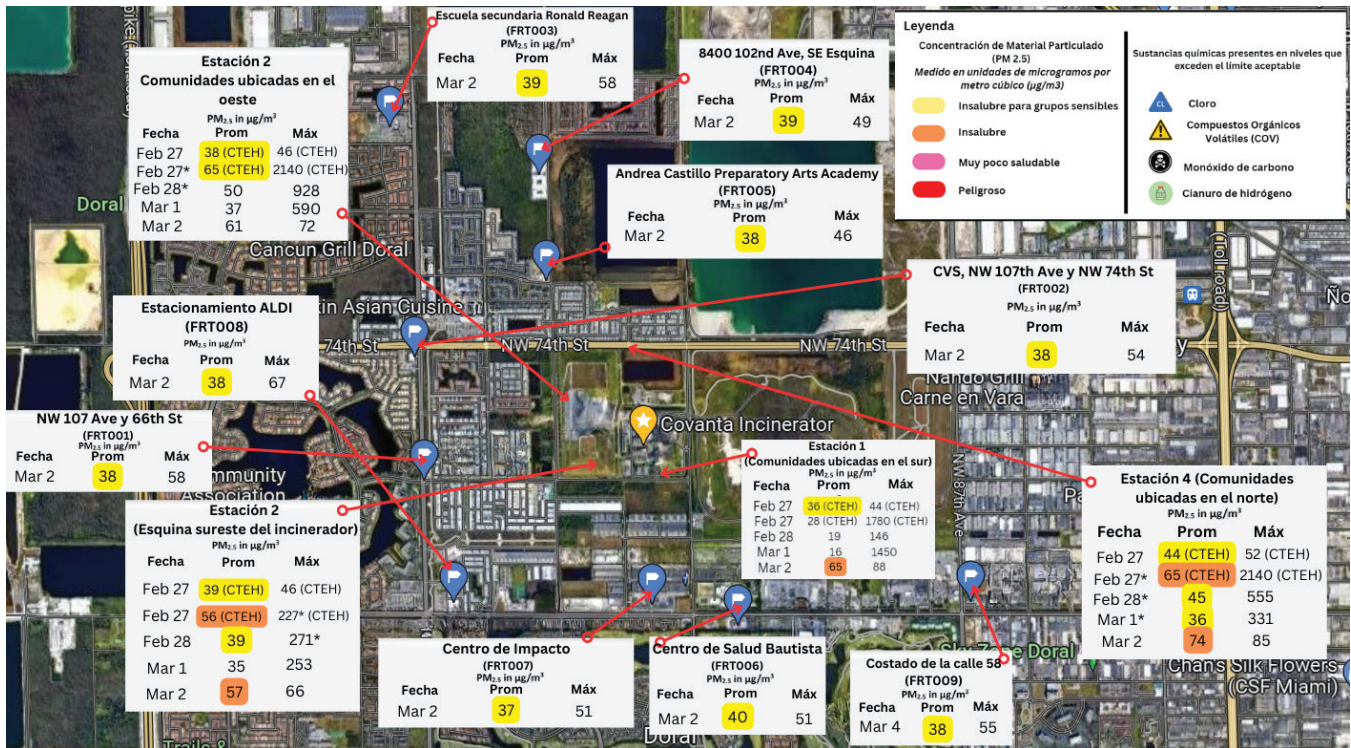 Escuela secundaria Ronald Reagan
(FRT003)
PM2.5 in µg/m³
Fecha Prom Máx
Mar 2 39 58
8400 102nd Ave, SE Esquina
(FRT004)
PM2.5 in µg/m³
Fecha Prom Máx
Mar 2 39 49
Leyenda
Concentración de Material Particulado
(PM 2.5)
Medido en unidades de microgramos por
metro cúbico (µg/m3)
Insalubre para grupos sensibles
Insalubre
Muy poco saludable
Peligroso
Sustancias químicas presentes en niveles que
exceden el límite aceptable
CL
Cloro
Compuestos Orgánicos
Volátiles (COV)
Monóxido de carbono
Cianuro de hidrógeno
Estación 2
Comunidades ubicadas en el
oeste
PM2.5 in µg/m³
Fecha Prom Máx
Feb 27 38 (CTEH) 46 (CTEH)
Feb 27* 65 (CTEH) 2140 (CTEH)
Feb 28* 50 928
Mar 1 37 590
Mar 2 61 72
Andrea Castillo Preparatory Arts Academy
(FRT005)
PM2.5 in µg/m³
Fecha Prom Máx
Mar 2 38 46
Doral
Cancun Grill Doral
(Toll road)
CVS, NW 107th Ave y NW 74th St
(FRT002)
PM2.5 in µg/m³
Fecha Prom Máx
Mar 2 38 54
Estacionamiento ALDI
(FRT008)
PM2.5 in µg/m³
Fecha Prom Máx
Mar 2 38 67
kin Asian Cuisine
74th St
NW 74th St
NW 74th St
Nando Grill
Carne en Vara
NW 107 Ave y 66th St
(FRT001)
PM2.5 in µg/m³
Fecha Prom Máx
Mar 2 38 58
Covanta Incinerator
mmunity
Association
NW 87th Ave
Estación 1
(Comunidades ubicadas en el sur)
PM2.5 in µg/m³
Fecha Prom Máx
Feb 27 36 (CTEH) 44 (CTEH)
Feb 27 28 (CTEH) 1780 (CTEH)
Feb 28 19 146
Mar 1 16 1450
Mar 2 65 88
Estación 4 (Comunidades
ubicadas en el norte)
PM2.5 in µg/m³
Fecha Prom Máx
Feb 27 44 (CTEH) 52 (CTEH)
Feb 27* 65 (CTEH) 2140 (CTEH)
Feb 28* 45 555
Mar 1* 36 331
Mar 2 74 85
Estación 2
(Esquina sureste del incinerador)
PM2.5 in µg/m³
Fecha Prom Máx
Feb 27 39 (CTEH) 46 (CTEH)
Feb 27 56 (CTEH) 227* (CTEH)
Feb 28 39 271*
Mar 1 35 253
Mar 2 57 66
Centro de Impacto
(FRT007)
PM2.5 in µg/m³
Fecha Prom Máx
Mar 2 37 51
Centro de Salud Bautista
(FRT006)
PM2.5 in µg/m³
Fecha Prom Máx
Mar 2 40 51
Costado de la calle 58
(FRT009)
PM2.5 in µg/m³
Fecha Prom Máx
Mar 4 38 55
Doral
Chan's Silk Flowers
(CSF Miami)
Doral